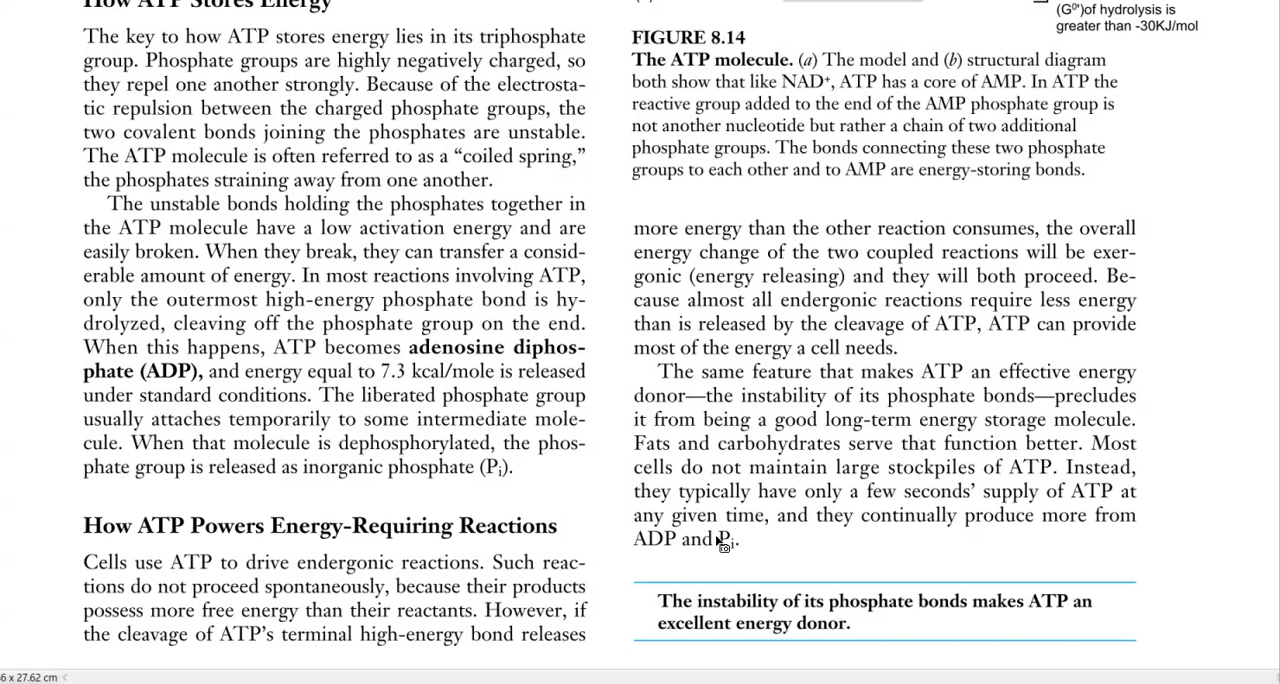 How ATP Stores Energy
The key to how ATP stores energy lies in its triphosphate
group. Phosphate groups are highly negatively charged, so
they repel one another strongly. Because of the electrosta-
tic repulsion between the charged phosphate groups, the
two covalent bonds joining the phosphates are unstable.
The ATP molecule is often referred to as a “coiled spring,”
the phosphates straining away from one another.
The unstable bonds holding the phosphates together in
the ATP molecule have a low activation energy and are
easily broken. When they break, they can transfer a consid-
erable amount of energy. In most reactions involving ATP,
only the outermost high-energy phosphate bond is hy-
drolyzed, cleaving off the phosphate group on the end.
When this happens, ATP becomes adenosine diphos-
phate (ADP), and energy equal to 7.3 kcal/mole is released
under standard conditions. The liberated phosphate group
usually attaches temporarily to some intermediate mole-
cule. When that molecule is dephosphorylated, the phos-
phate group is released as inorganic phosphate (Pi).
How ATP Powers Energy-Requiring Reactions
Cells use ATP to drive endergonic reactions. Such reac-
tions do not proceed spontaneously, because their products
possess more free energy than their reactants. However, if
the cleavage of ATP’s terminal high-energy bond releases
(G⁰')of hydrolysis is
greater than -30KJ/mol
FIGURE 8.14
The ATP molecule. (a) The model and (b) structural diagram
both show that like NAD⁺, ATP has a core of AMP. In ATP the
reactive group added to the end of the AMP phosphate group is
not another nucleotide but rather a chain of two additional
phosphate groups. The bonds connecting these two phosphate
groups to each other and to AMP are energy-storing bonds.
more energy than the other reaction consumes, the overall
energy change of the two coupled reactions will be exer-
gonic (energy releasing) and they will both proceed. Be-
cause almost all endergonic reactions require less energy
than is released by the cleavage of ATP, ATP can provide
most of the energy a cell needs.
The same feature that makes ATP an effective energy
donor—the instability of its phosphate bonds—precludes
it from being a good long-term energy storage molecule.
Fats and carbohydrates serve that function better. Most
cells do not maintain large stockpiles of ATP. Instead,
they typically have only a few seconds’ supply of ATP at
any given time, and they continually produce more from
ADP and Pi.
The instability of its phosphate bonds makes ATP an
excellent energy donor.
6 x 27.62 cm